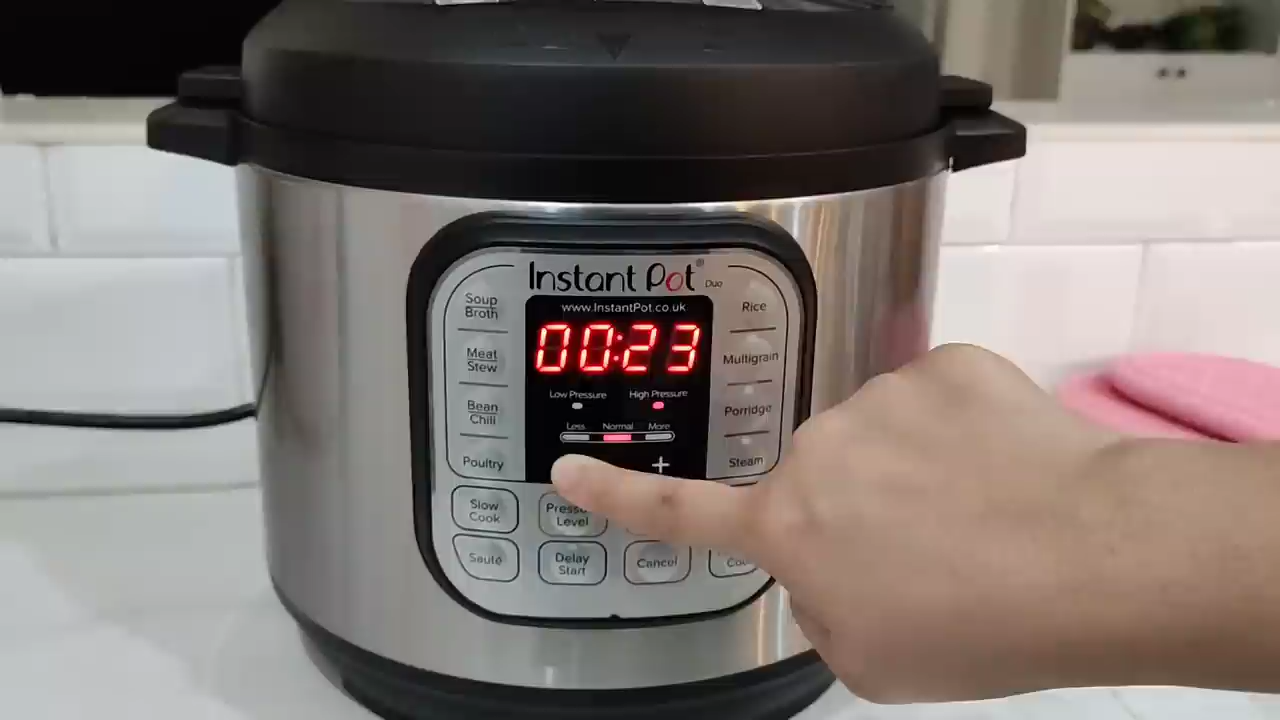 Instant Pot® Duo
www.InstantPot.co.uk
00:23
Low Pressure High Pressure
Less Normal More
+
Soup
Broth
Meat
Stew
Bean
Chili
Poultry
Rice
Multigrain
Porridge
Steam
Slow
Cook
Level
Sauté
Delay
Start
Cancel